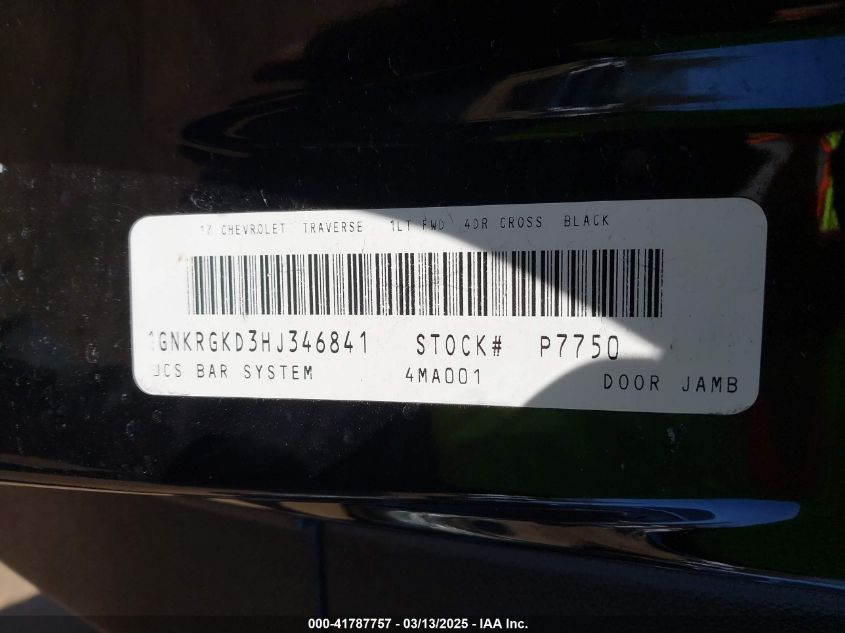 17 CHEVROLET TRAVERSE 1LT FWD 4DR CROSS BLACK
1GNKRGKD3HJ346841 STOCK# P7750
UCS BAR SYSTEM 4MA001 DOOR JAMB
000-41787757 - 03/13/2025 - IAA Inc.